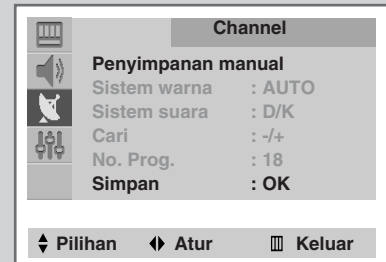 Channel
Penyimpanan manual
Sistem warna : AUTO
Sistem suara : D/K
Cari : -/+
No. Prog. : 18
Simpan : OK
Pilihan Atur Keluar